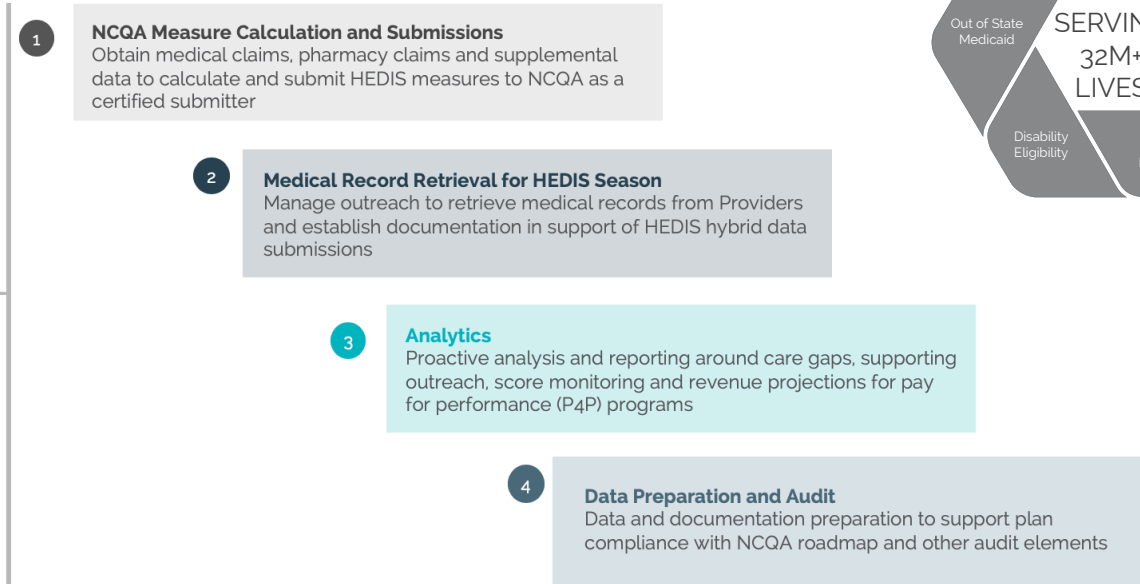 1
NCQA Measure Calculation and Submissions
Obtain medical claims, pharmacy claims and supplemental
data to calculate and submit HEDIS measures to NCQA as a
certified submitter
Out of State
Medicaid
32M+
Disability
Eligibility
2
Medical Record Retrieval for HEDIS Season
Manage outreach to retrieve medical records from Providers
and establish documentation in support of HEDIS hybrid data
submissions
3
Analytics
Proactive analysis and reporting around care gaps, supporting
outreach, score monitoring and revenue projections for pay
for performance (P4P) programs
4
Data Preparation and Audit
Data and documentation preparation to support plan
compliance with NCQA roadmap and other audit elements